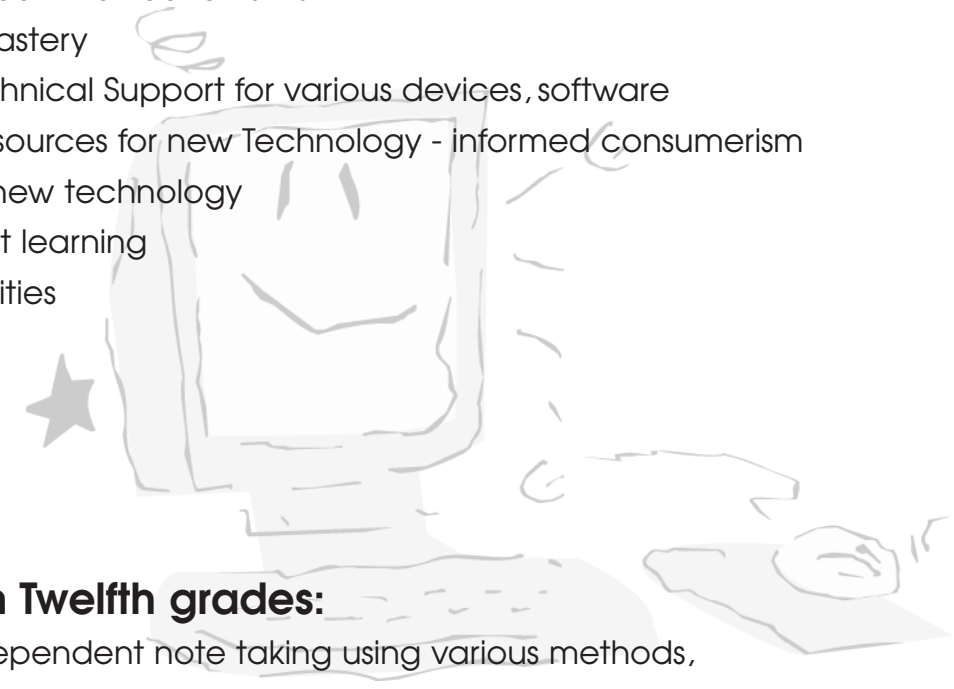 astery
hnical Support for various devices, software
sources for new Technology - informed consumerism
new technology
t learning
ities
n Twelfth grades:
ependent note taking using various methods,